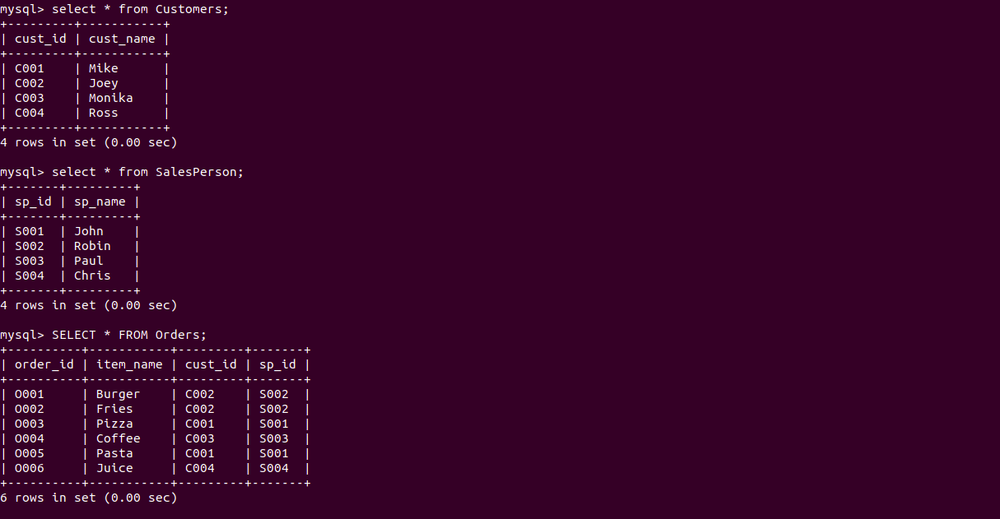 mysql> select * from Customers;
+---------+-----------+
| cust_id | cust_name |
+---------+-----------+
| C001    | Mike      |
| C002    | Joey      |
| C003    | Monika    |
| C004    | Ross      |
+---------+-----------+
4 rows in set (0.00 sec)

mysql> select * from SalesPerson;
+-------+---------+
| sp_id | sp_name |
+-------+---------+
| S001  | John    |
| S002  | Robin   |
| S003  | Paul    |
| S004  | Chris   |
+-------+---------+
4 rows in set (0.00 sec)

mysql> SELECT * FROM Orders;
+----------+-----------+---------+-------+
| order_id | item_name | cust_id | sp_id |
+----------+-----------+---------+-------+
| O001     | Burger    | C002    | S002  |
| O002     | Fries     | C002    | S002  |
| O003     | Pizza     | C001    | S001  |
| O004     | Coffee    | C003    | S003  |
| O005     | Pasta     | C001    | S001  |
| O006     | Juice     | C004    | S004  |
+----------+-----------+---------+-------+
6 rows in set (0.00 sec)